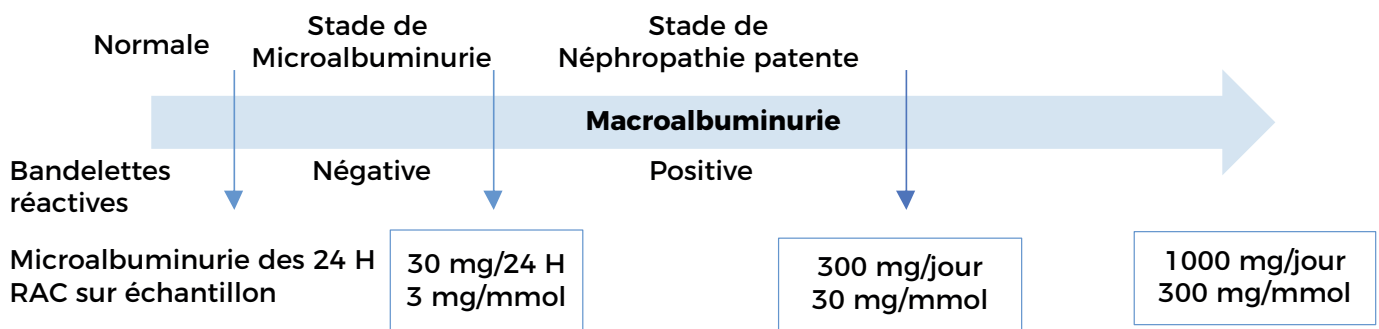 Normale
Stade de
Microalbuminurie
Stade de
Néphropathie patente
Macroalbuminurie
Bandelettes
réactives
Négative
Positive
Microalbuminurie des 24 H
RAC sur échantillon
30 mg/24 H
3 mg/mmol
300 mg/jour
30 mg/mmol
1000 mg/jour
300 mg/mmol